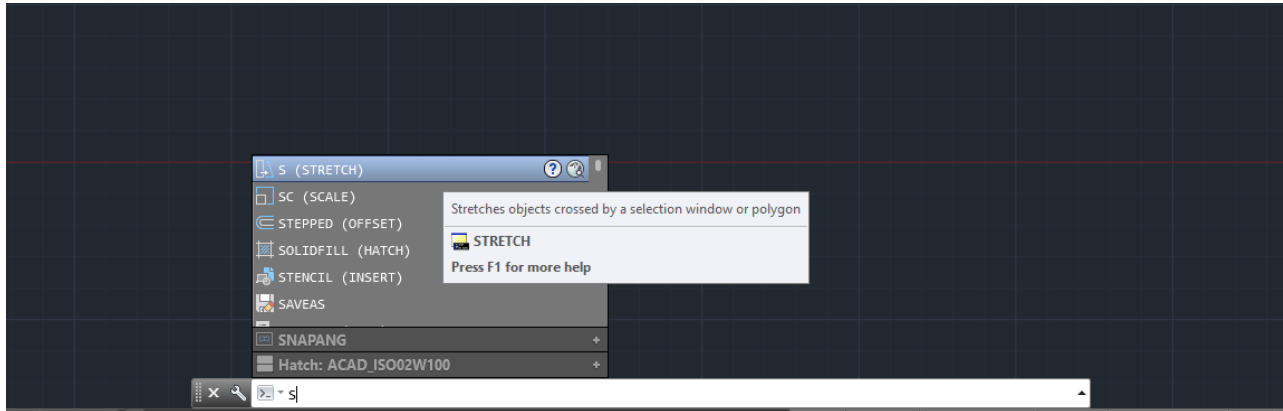 S (STRETCH)
SC (SCALE)
STEPPED (OFFSET)
SOLIDFILL (HATCH)
STENCIL (INSERT)
SAVEAS
SNAPANG
Hatch: ACAD_ISO02W100
Stretches objects crossed by a selection window or polygon
STRETCH
Press F1 for more help
s